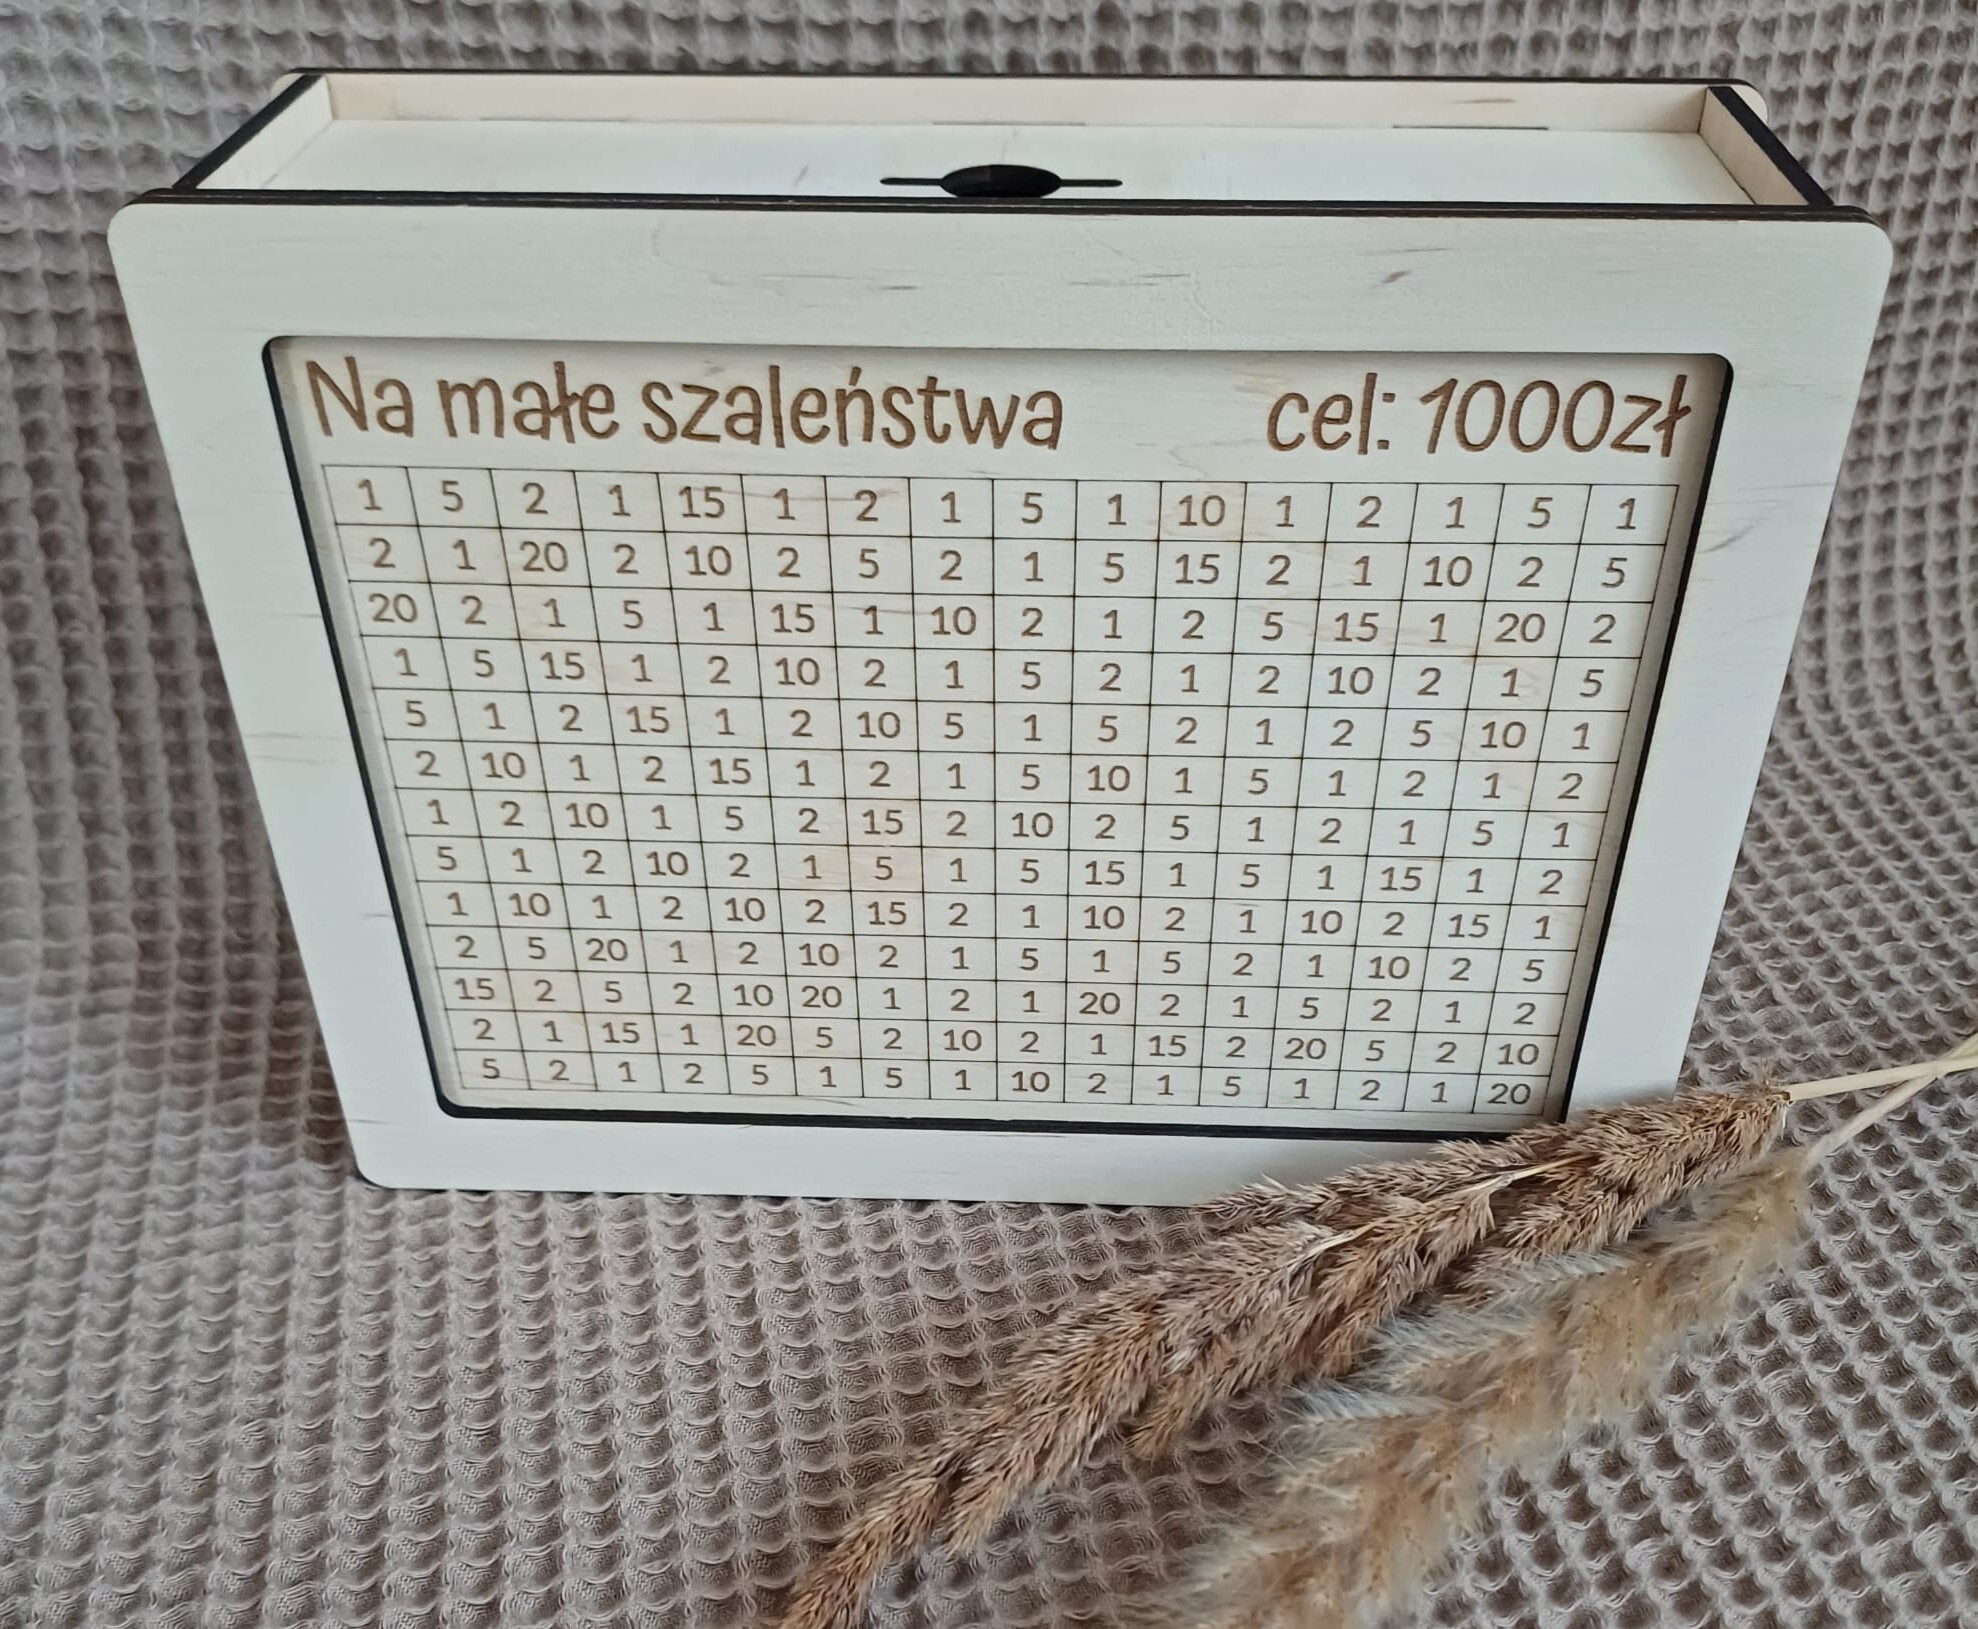 Na małe szaleństwa cel: 1000zł
1 5 2 1 15 1 2 1 5 1 10 1 2 1 5 1
2 1 20 2 10 2 5 2 1 5 15 2 1 10 2 5
20 2 1 5 1 15 1 10 2 1 2 5 15 1 20 2
1 5 15 1 2 10 2 1 5 2 1 2 10 2 1 5
5 1 2 15 1 2 10 5 1 5 2 1 2 5 10 1
2 10 1 2 15 1 2 1 5 10 1 5 1 2 1 2
1 2 10 1 5 2 15 2 10 2 5 1 2 1 5 1
5 1 2 10 2 1 5 1 5 15 1 5 1 15 1 2
1 10 1 2 10 2 15 2 1 10 2 1 10 2 15 1
2 5 20 1 2 10 2 1 5 1 5 2 1 10 2 5
15 2 5 2 10 20 1 2 1 20 2 1 5 2 1 2
2 1 15 1 20 5 2 10 2 1 15 2 20 5 2 10
5 2 1 2 5 1 5 1 10 2 1 5 1 2 1 20